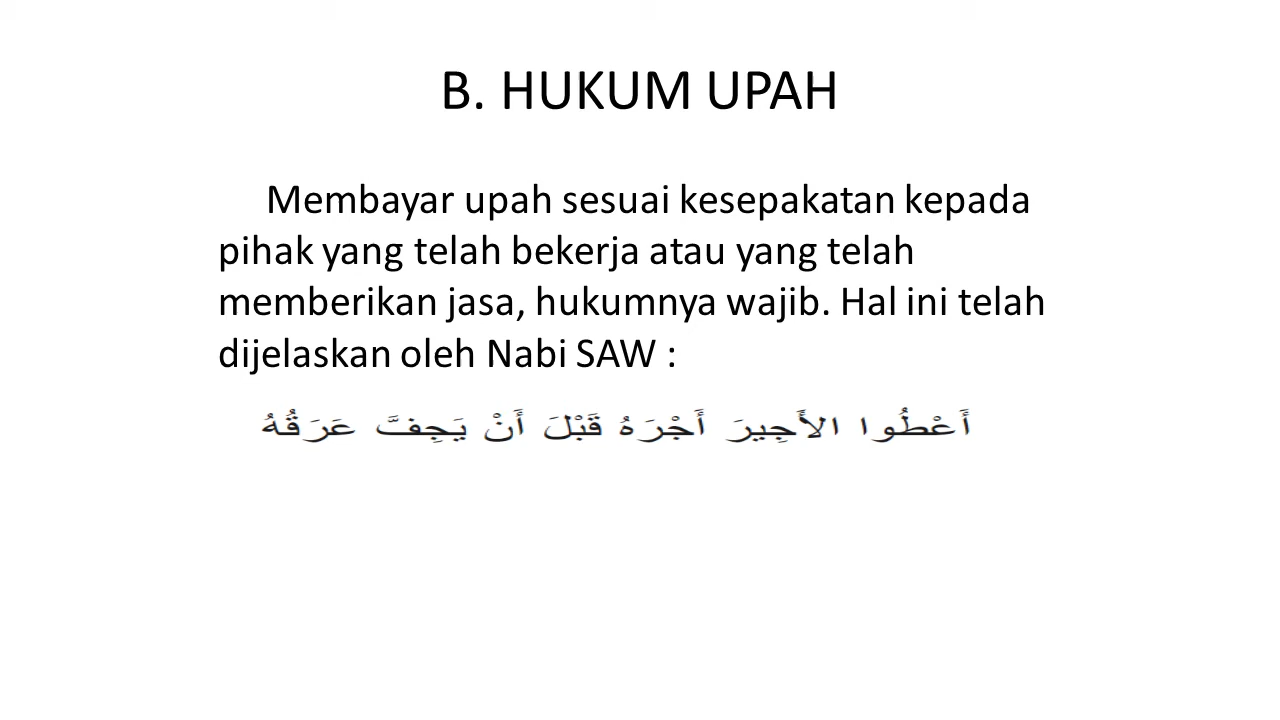 B. HUKUM UPAH
Membayar upah sesuai kesepakatan kepada
pihak yang telah bekerja atau yang telah
memberikan jasa, hukumnya wajib. Hal ini telah
dijelaskan oleh Nabi SAW :
أَعْطُوا الأَجِيرَ أَجْرَهُ قَبْلَ أَنْ يَجِفَّ عَرَقُهُ